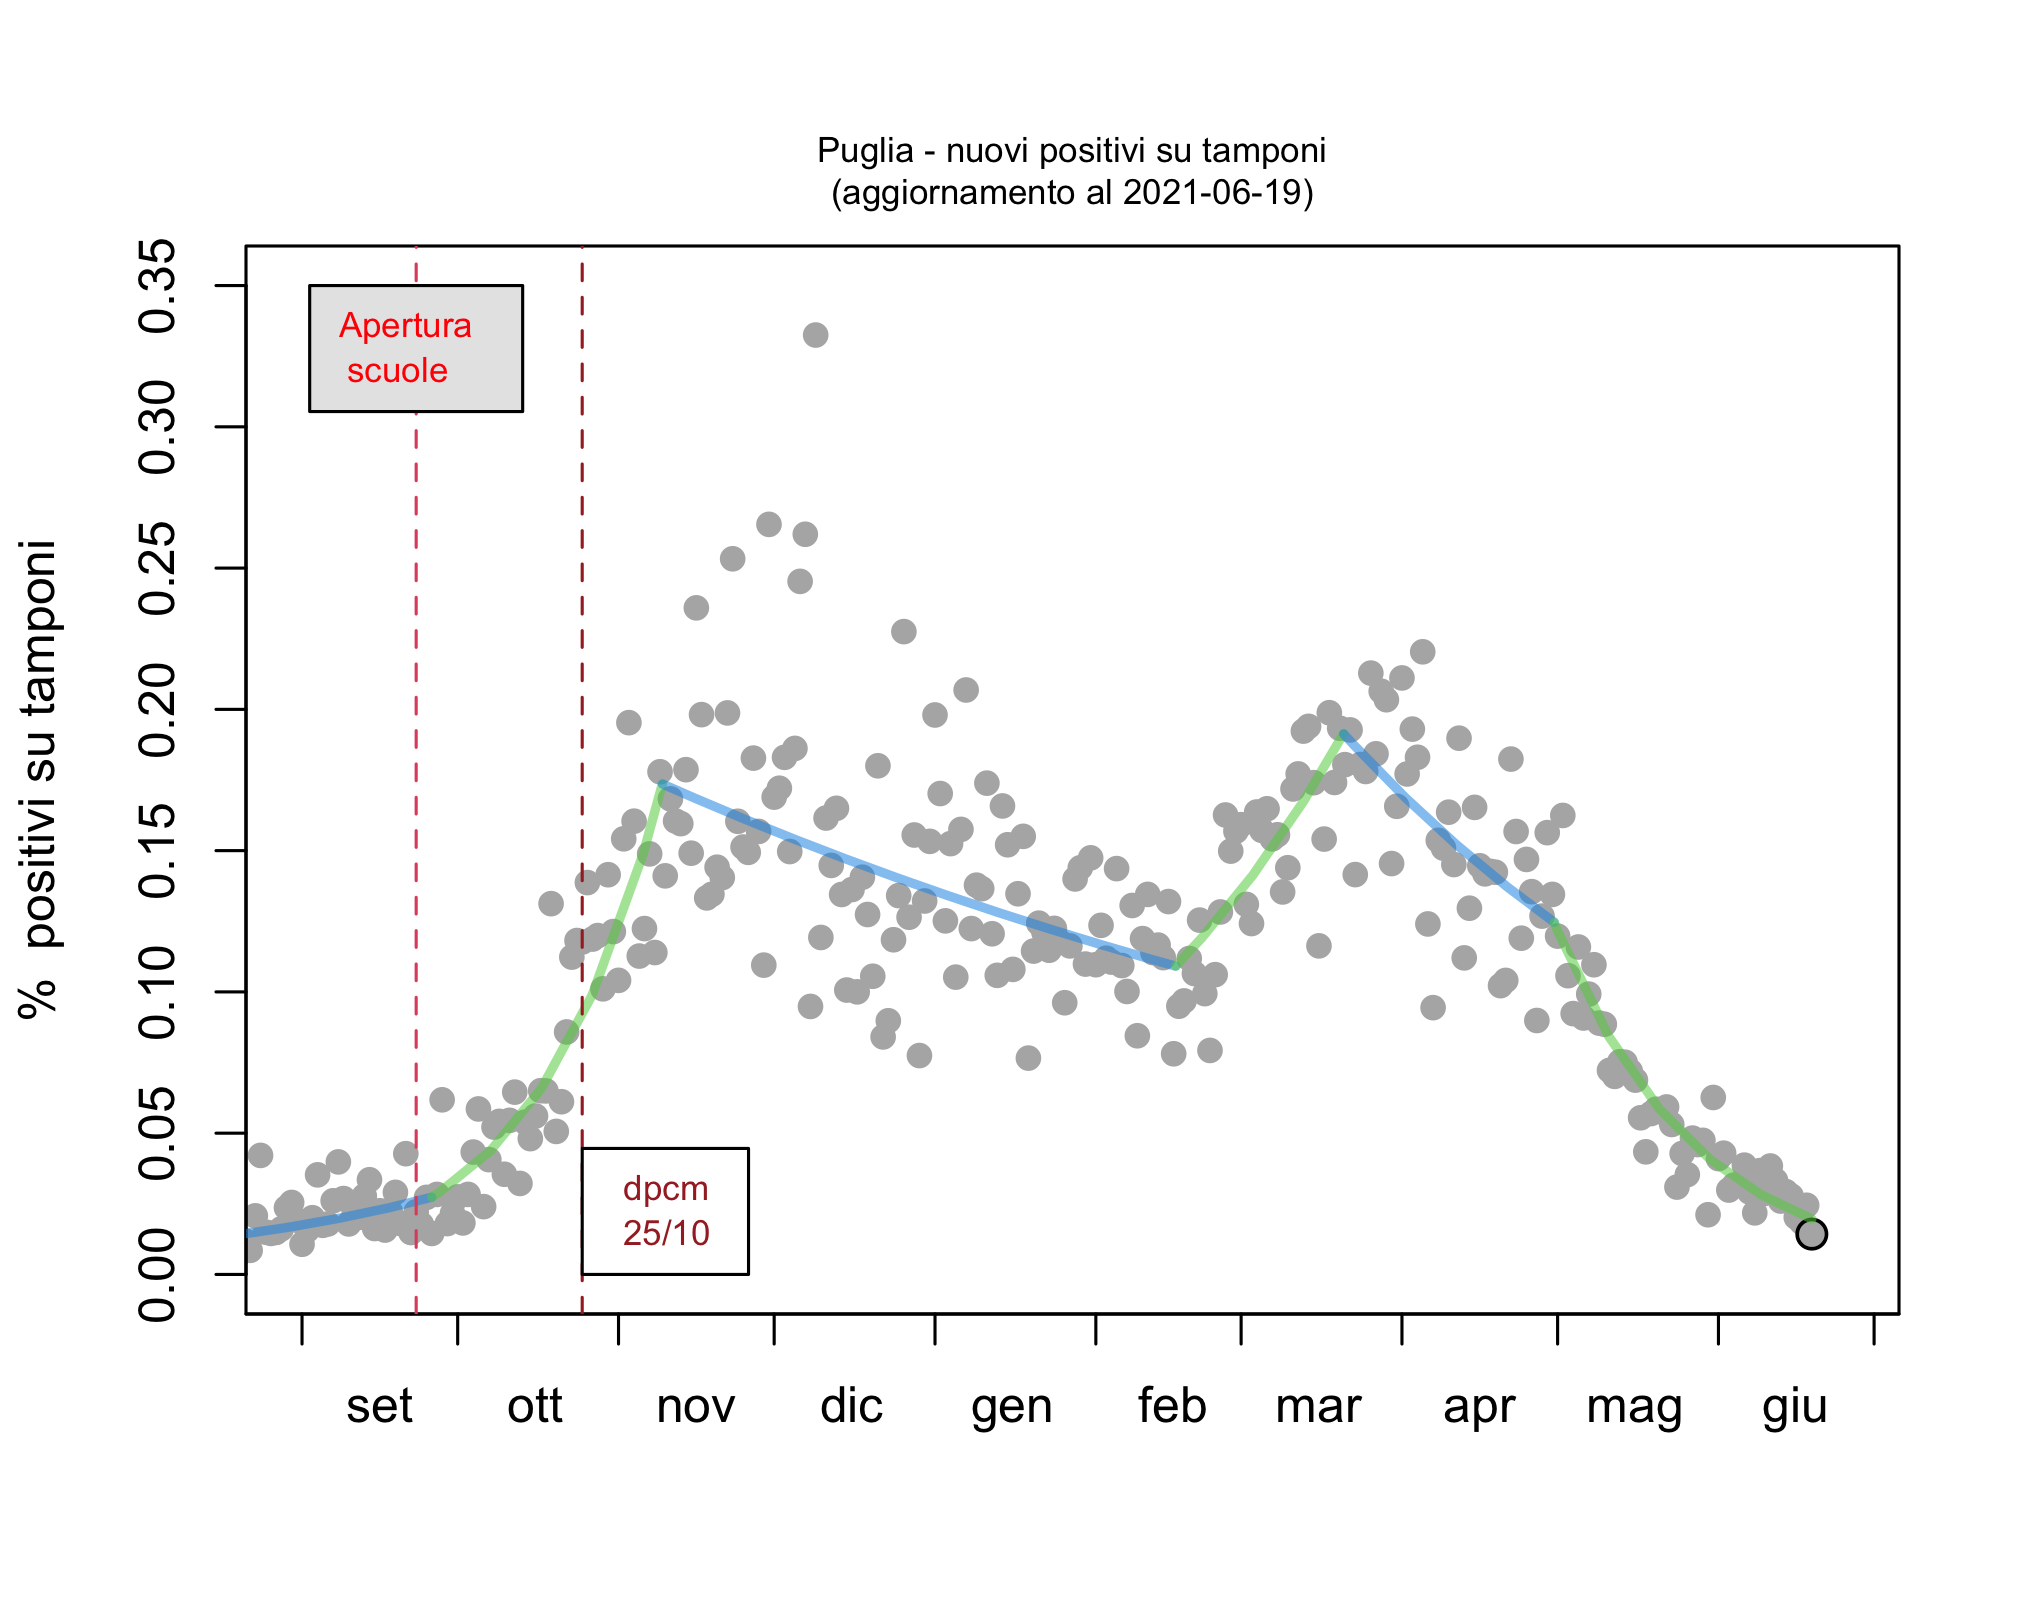 Puglia - nuovi positivi su tamponi
(aggiornamento al 2021-06-19)
% positivi su tamponi
0.35
0.30
0.25
0.20
0.15
0.10
0.05
0.00
Apertura
scuole
dpcm
25/10
set ott nov dic gen feb mar apr mag giu